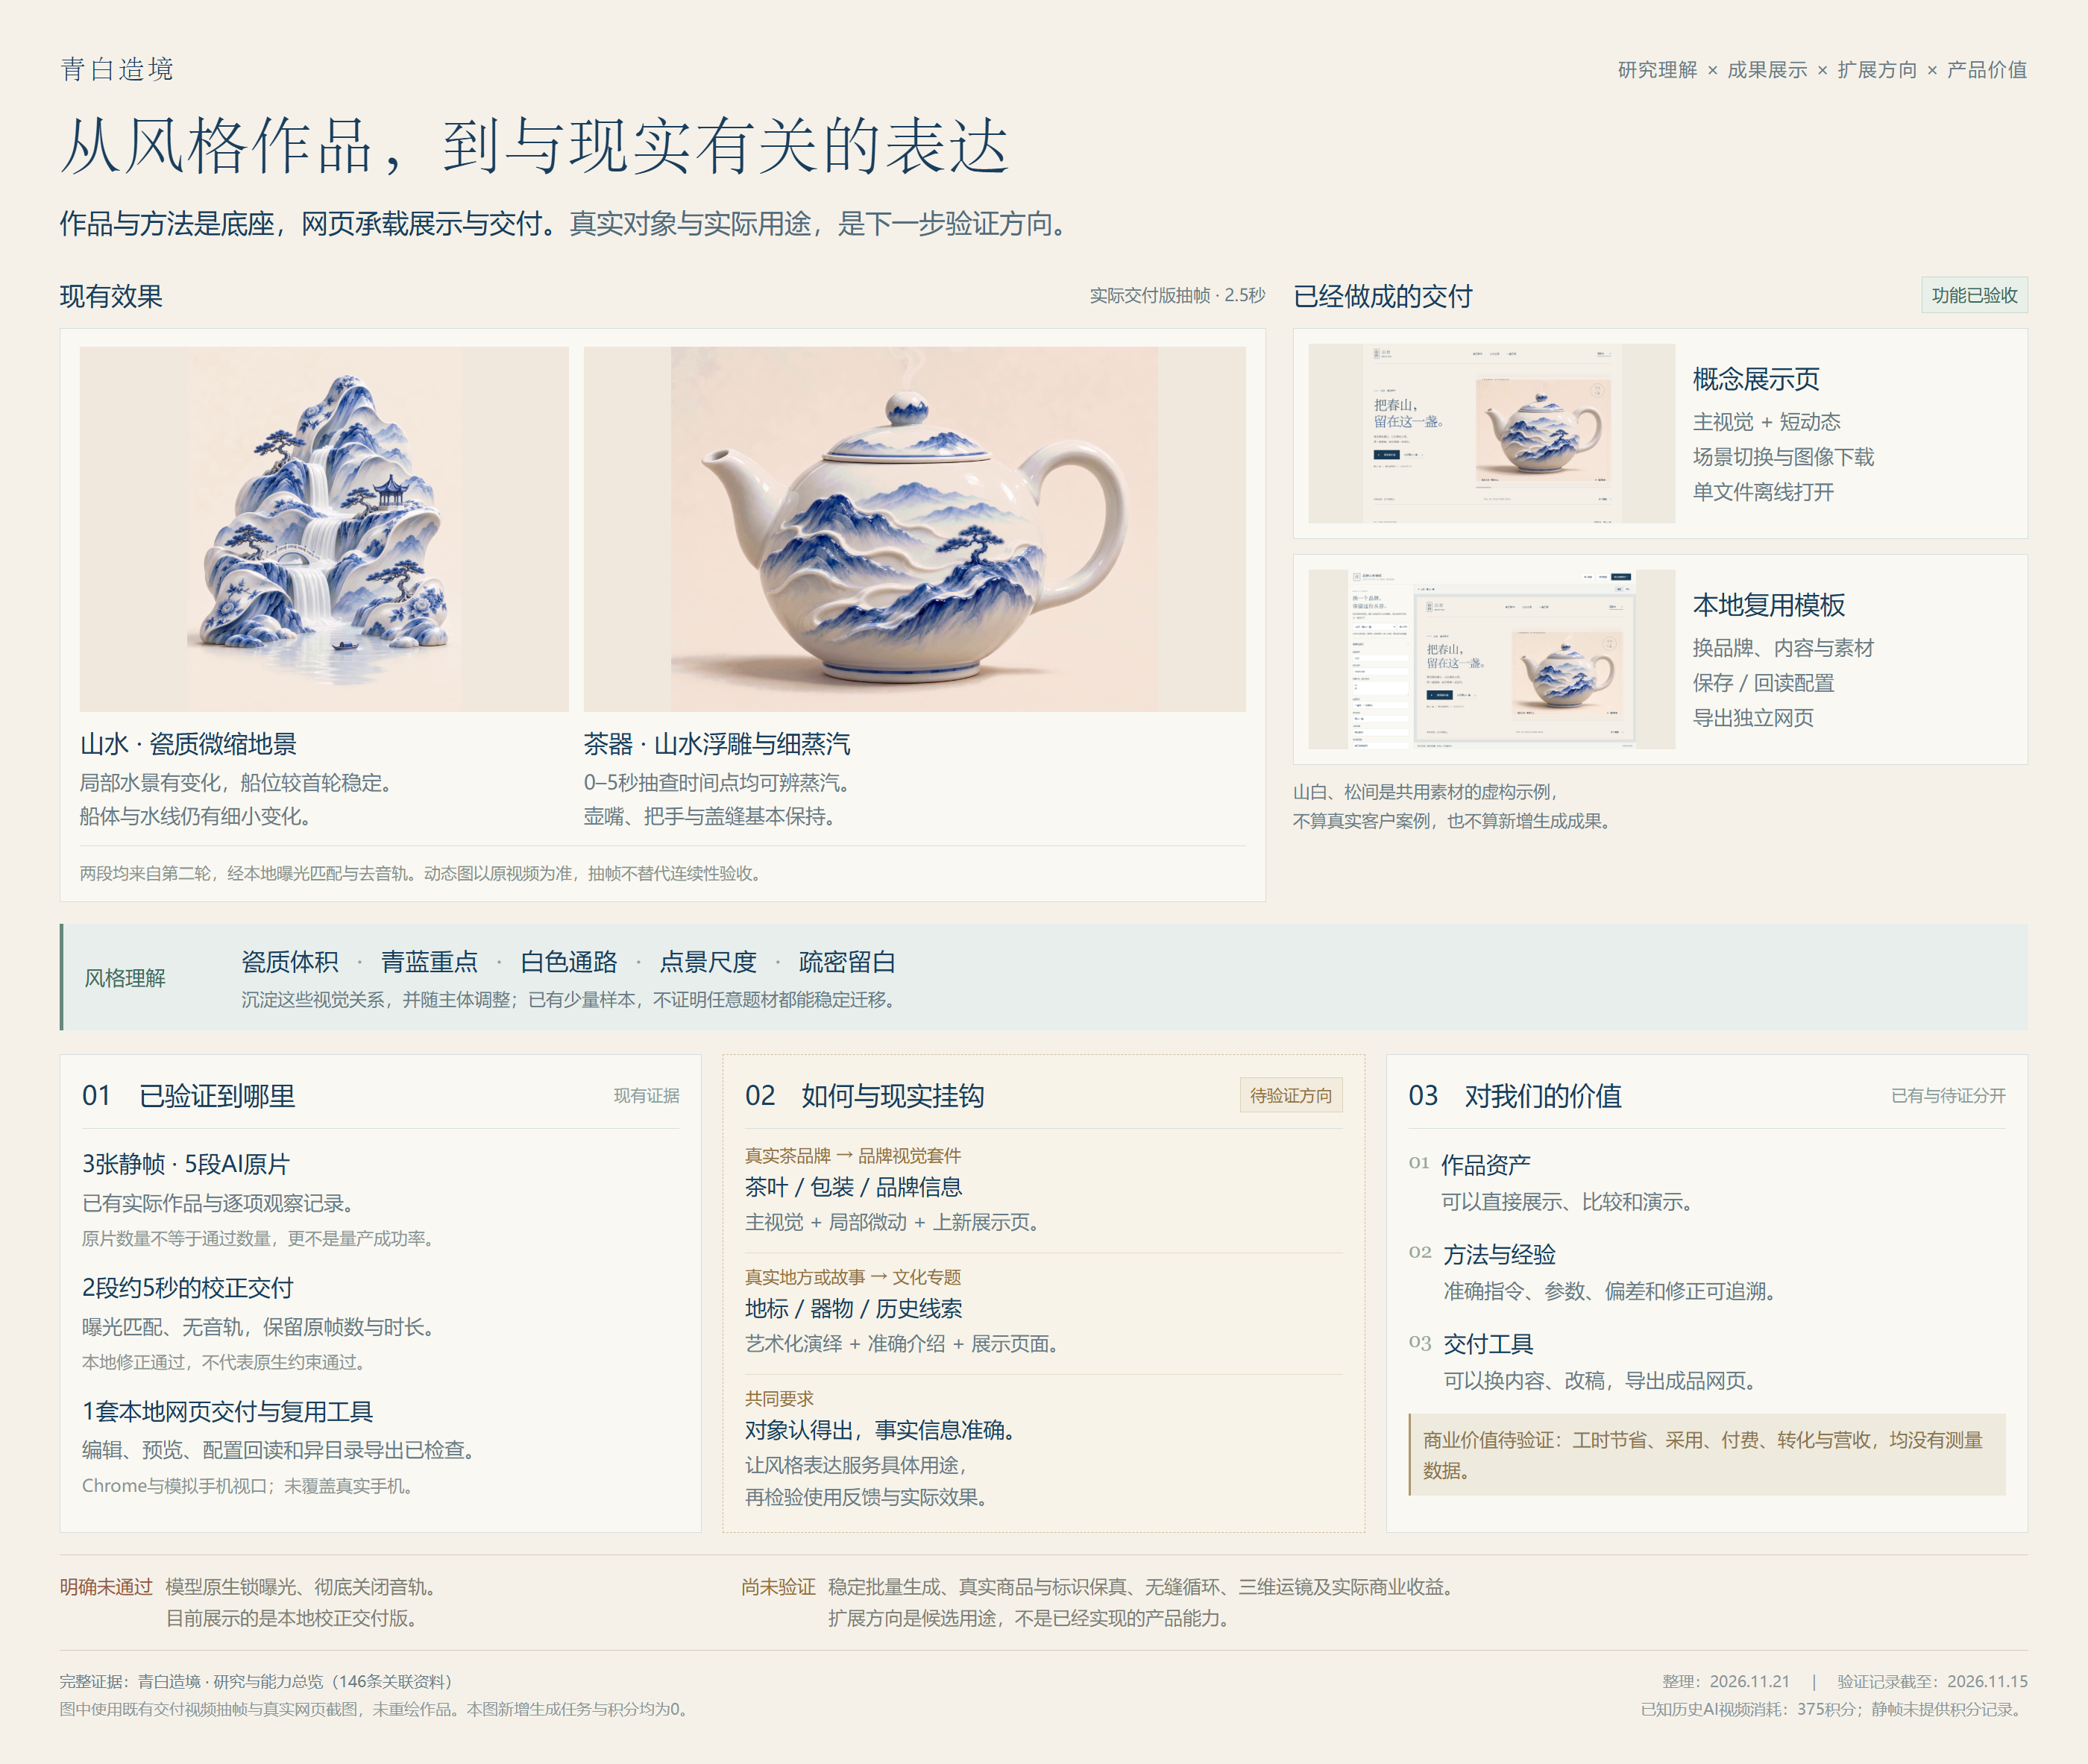 青白造境
研究理解 × 成果展示 × 扩展方向 × 产品价值
从风格作品，到与现实有关的表达
作品与方法是底座，网页承载展示与交付。真实对象与实际用途，是下一步验证方向。
现有效果
实际交付版抽帧 · 2.5秒
山水 · 瓷质微缩地景
局部水景有变化，船位较首轮稳定。
船体与水线仍有细小变化。
茶器 · 山水浮雕与细蒸汽
0–5秒抽查时间点均可辨蒸汽。
壶嘴、把手与盖缝基本保持。
两段均来自第二轮，经本地曝光匹配与去音轨。动态图以原视频为准，抽帧不替代连续性验收。
已经做成的交付
功能已验收
把春山，
留在这一盏。
概念展示页
主视觉 + 短动态
场景切换与图像下载
单文件离线打开
换一个品牌，
把春山，
留在这一盏。
本地复用模板
换品牌、内容与素材
保存 / 回读配置
导出独立网页
山白、松间是共用素材的虚构示例，
不算真实客户案例，也不算新增生成成果。
风格理解
瓷质体积 · 青蓝重点 · 白色通路 · 点景尺度 · 疏密留白
沉淀这些视觉关系，并随主体调整；已有少量样本，不证明任意题材都能稳定迁移。
01 已验证到哪里
现有证据
3张静帧 · 5段AI原片
已有实际作品与逐项观察记录。
原片数量不等于通过数量，更不是量产成功率。
2段约5秒的校正交付
曝光匹配、无音轨，保留原帧数与时长。
本地修正通过，不代表原生约束通过。
1套本地网页交付与复用工具
编辑、预览、配置回读和异目录导出已检查。
Chrome与模拟手机视口；未覆盖真实手机。
02 如何与现实挂钩
待验证方向
真实茶品牌 → 品牌视觉套件
茶叶 / 包装 / 品牌信息
主视觉 + 局部微动 + 上新展示页。
真实地方或故事 → 文化专题
地标 / 器物 / 历史线索
艺术化演绎 + 准确介绍 + 展示页面。
共同要求
对象认得出，事实信息准确。
让风格表达服务具体用途，
再检验使用反馈与实际效果。
03 对我们的价值
已有与待证分开
01 作品资产
可以直接展示、比较和演示。
02 方法与经验
准确指令、参数、偏差和修正可追溯。
03 交付工具
可以换内容、改稿，导出成品网页。
商业价值待验证：工时节省、采用、付费、转化与营收，均没有测量
数据。
明确未通过 模型原生锁曝光、彻底关闭音轨。
目前展示的是本地校正交付版。
尚未验证 稳定批量生成、真实商品与标识保真、无缝循环、三维运镜及实际商业收益。
扩展方向是候选用途，不是已经实现的产品能力。
完整证据：青白造境 · 研究与能力总览（146条关联资料）
图中使用既有交付视频抽帧与真实网页截图，未重绘作品。本图新增生成任务与积分均为0。
整理：2026.11.21 | 验证记录截至：2026.11.15
已知历史AI视频消耗：375积分；静帧未提供积分记录。